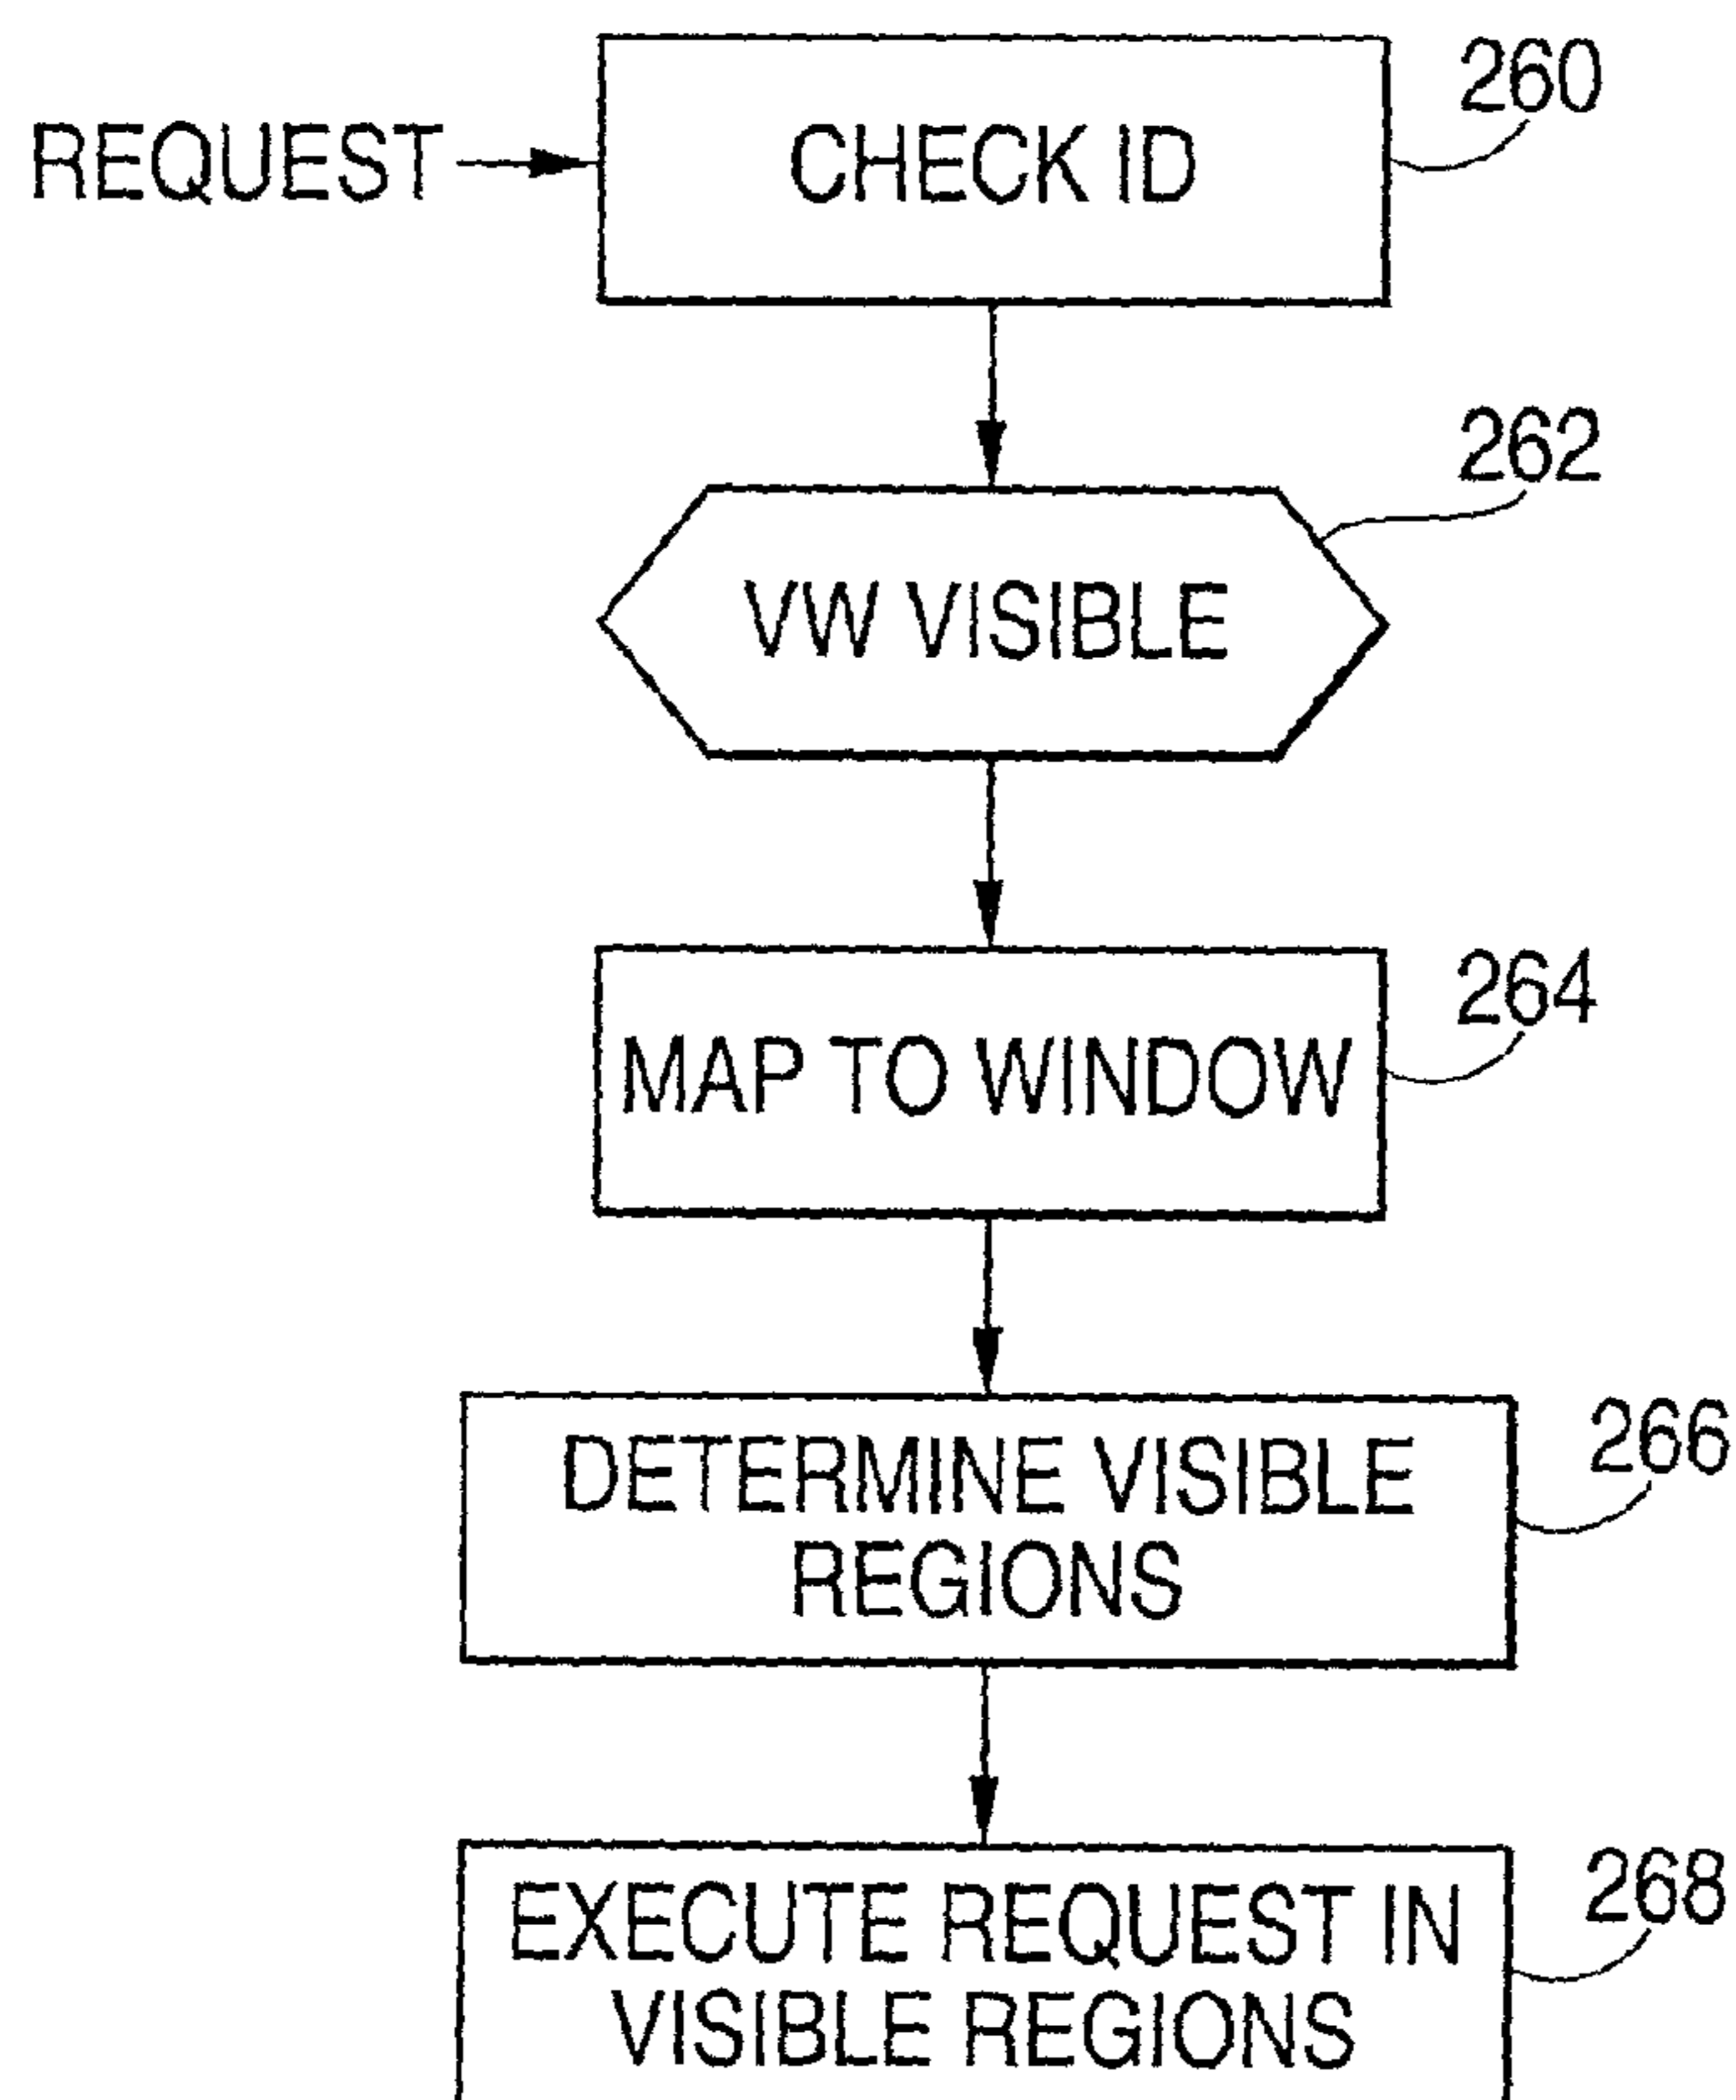 260
REQUEST
CHECK ID
262
VW VISIBLE
264
MAP TO WINDOW
266
DETERMINE VISIBLE
REGIONS
268
EXECUTE REQUEST IN
VISIBLE REGIONS